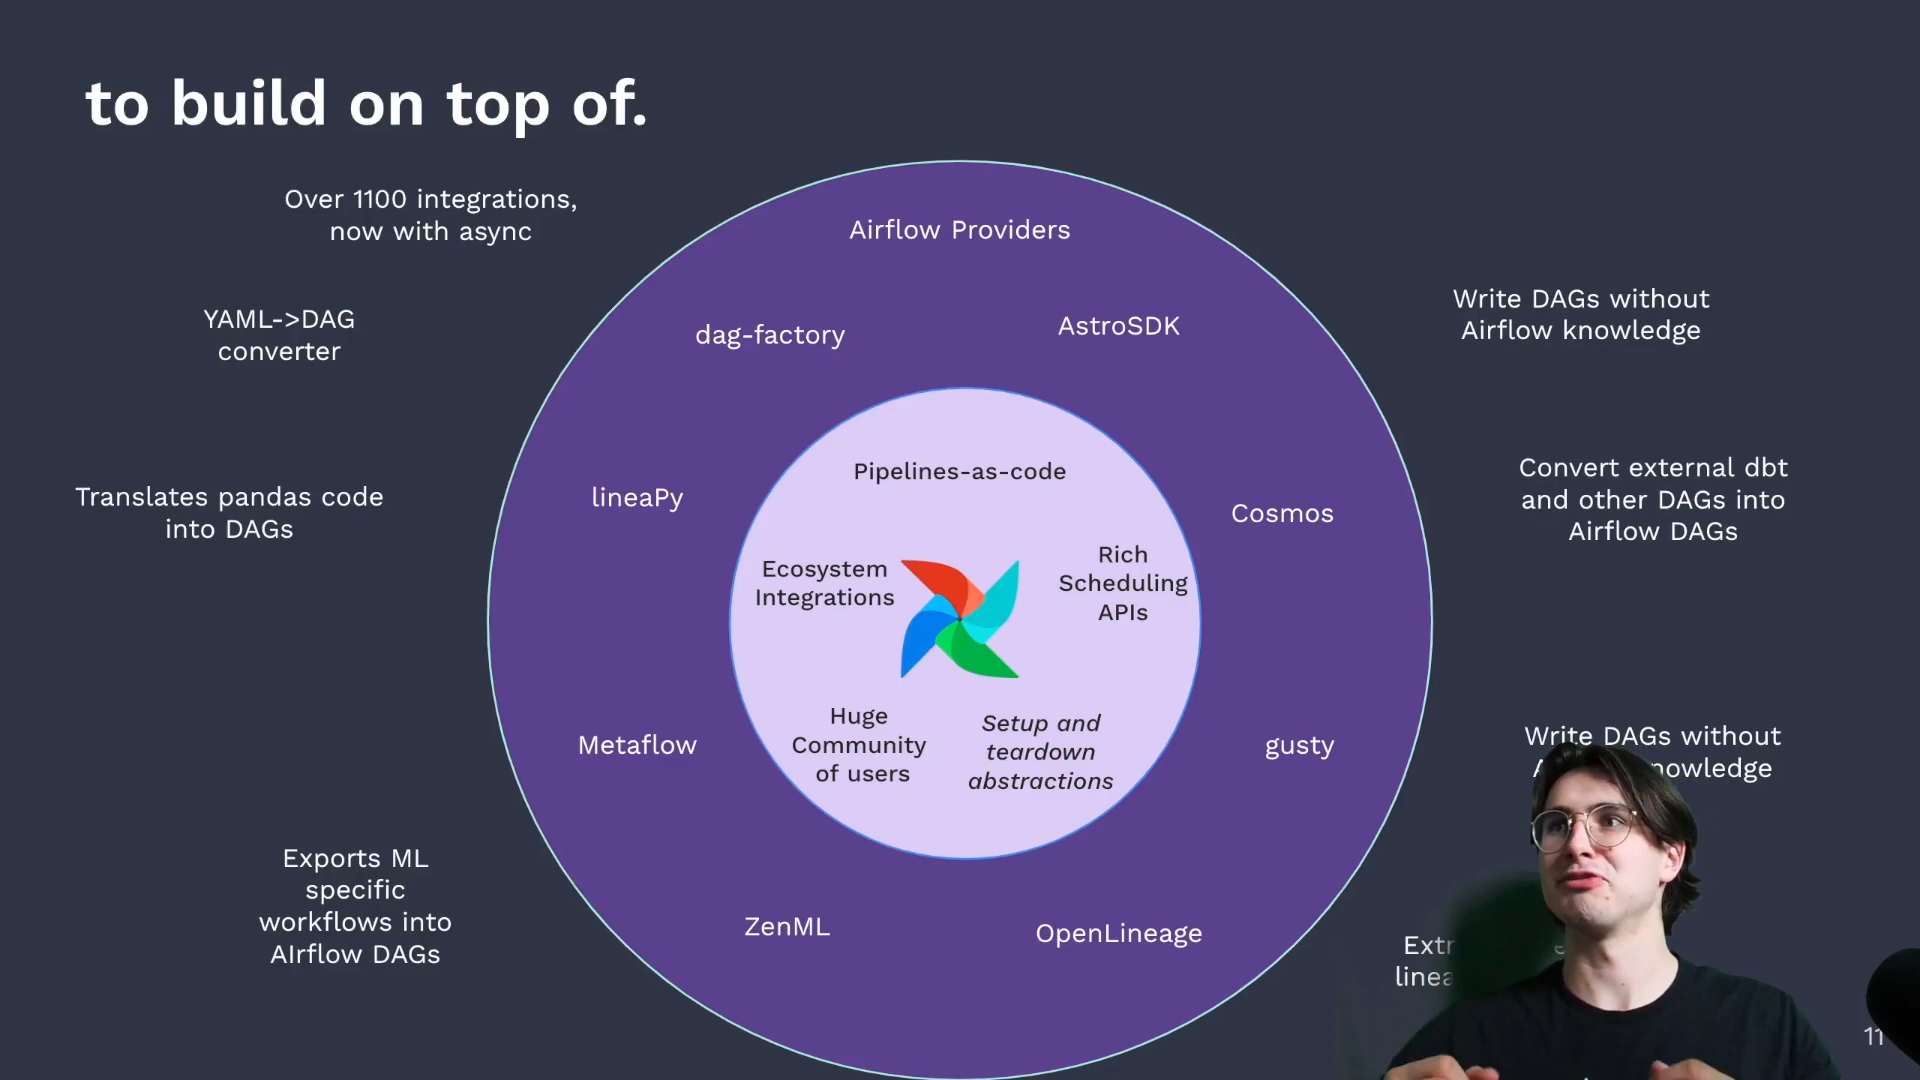 to build on top of.
Over 1100 integrations,
now with async
Airflow Providers
YAML->DAG
converter
dag-factory
AstroSDK
Write DAGs without
Airflow knowledge
Translates pandas code
into DAGs
lineaPy
Pipelines-as-code
Cosmos
Convert external dbt
and other DAGs into
Airflow DAGs
Ecosystem
Integrations
Rich
Scheduling
APIs
Metaflow
Huge
Community
of users
Setup and
teardown
abstractions
gusty
Write DAGs without
Exports ML
specific
workflows into
AIrflow DAGs
ZenML
OpenLineage
11